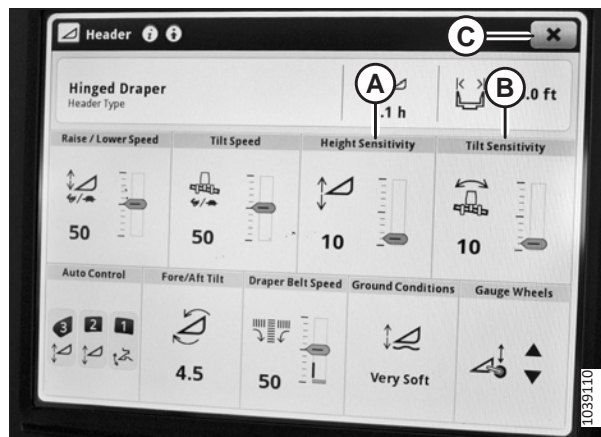 Header i
C
Hinged Draper
Header Type
A
.1 h
B
.0 ft
Raise / Lower Speed
Tilt Speed
Height Sensitivity
Tilt Sensitivity
50
50
10
10
Auto Control
Fore/Aft Tilt
Draper Belt Speed
Ground Conditions
Gauge Wheels
3 2 1
4.5
50
Very Soft
1039110